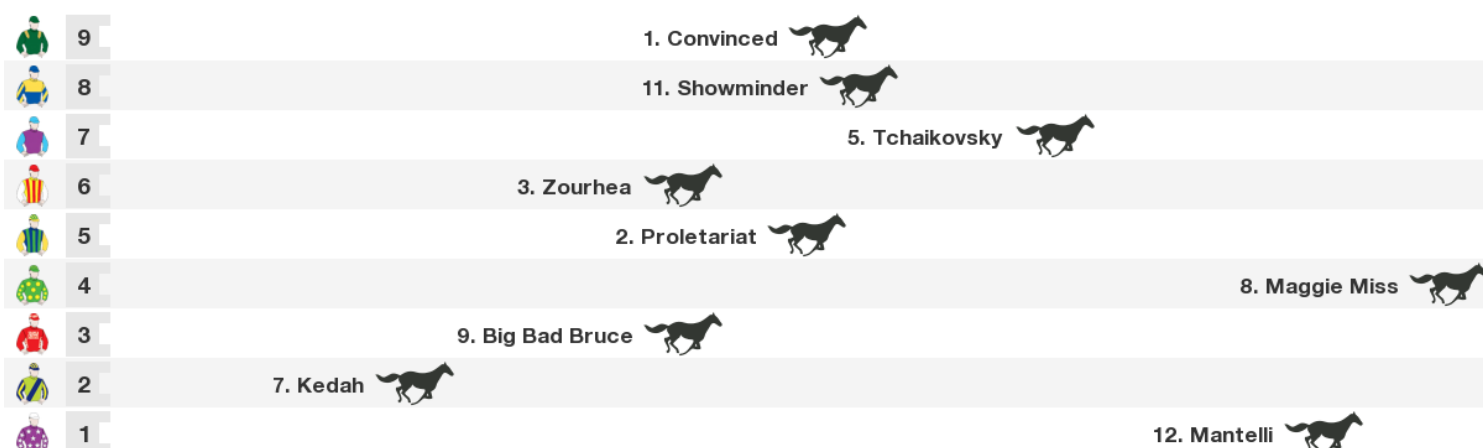 9 1. Convinced
8 11. Showminder
7 5. Tchaikovsky
6 3. Zourhea
5 2. Proletariat
4 8. Maggie Miss
3 9. Big Bad Bruce
2 7. Kedah
1 12. Mantelli